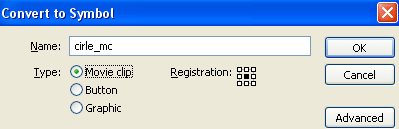 Convert to Symbol
Name: cirle_mc OK
Type: Movie clip Registration: Cancel
Button
Graphic Advanced